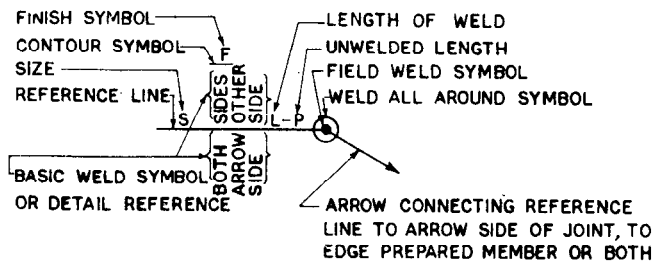 FINISH SYMBOL
CONTOUR SYMBOL
SIZE
REFERENCE LINE
F
S
SIDES
OTHER
SIDE
L-P
BOTH
ARROW
SIDE
BASIC WELD SYMBOL
OR DETAIL REFERENCE
LENGTH OF WELD
UNWELDED LENGTH
FIELD WELD SYMBOL
WELD ALL AROUND SYMBOL
ARROW CONNECTING REFERENCE
LINE TO ARROW SIDE OF JOINT, TO
EDGE PREPARED MEMBER OR BOTH